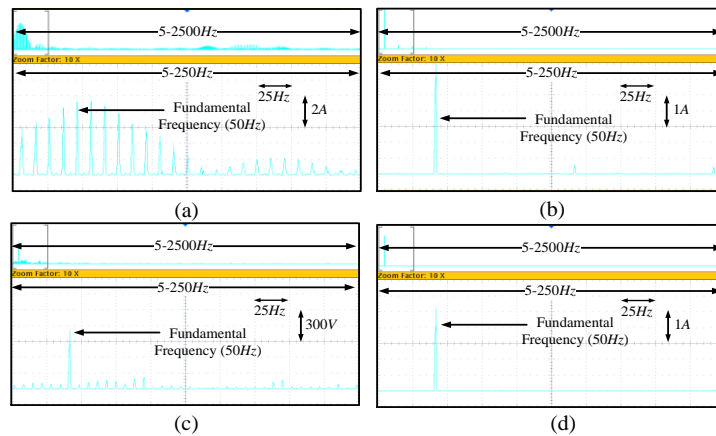 5-2500Hz
Zoom Factor: 10 X
5-250Hz
25Hz
Fundamental
Frequency (50Hz)
2A
(a)
5-2500Hz
Zoom Factor: 10 X
5-250Hz
25Hz
Fundamental
Frequency (50Hz)
1A
(b)
5-2500Hz
Zoom Factor: 10 X
5-250Hz
25Hz
Fundamental
Frequency (50Hz)
300V
(c)
5-2500Hz
Zoom Factor: 10 X
5-250Hz
25Hz
Fundamental
Frequency (50Hz)
1A
(d)